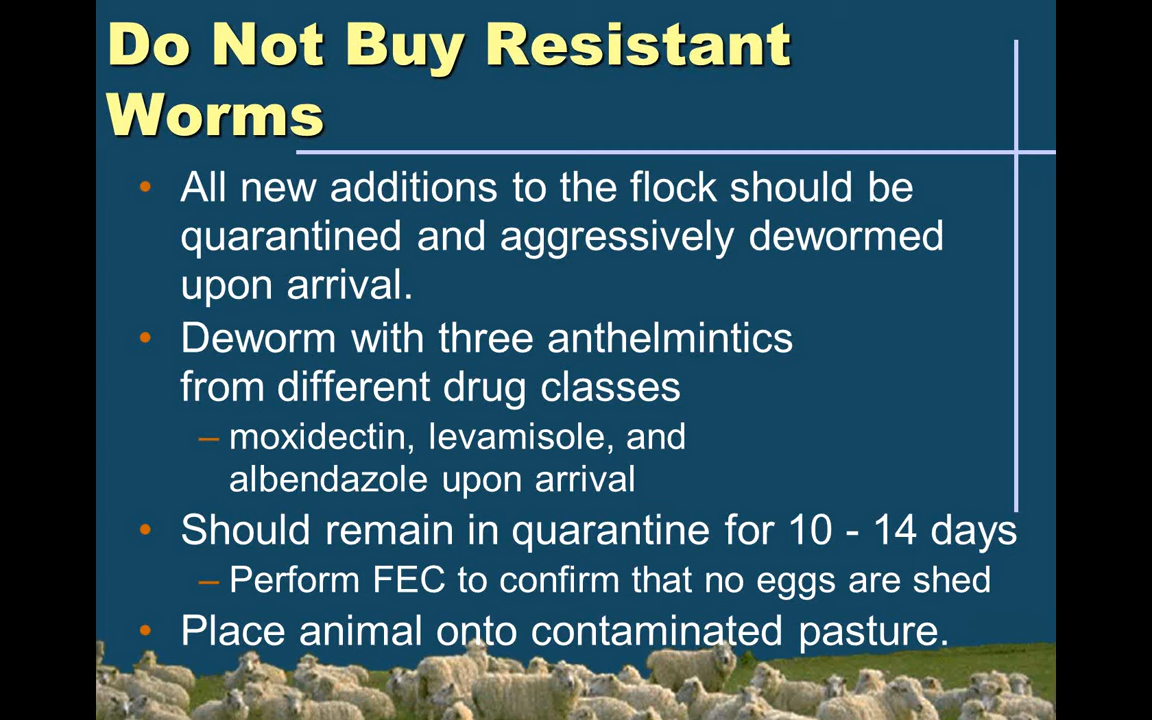 Do Not Buy Resistant
Worms
• All new additions to the flock should be
quarantined and aggressively dewormed
upon arrival.
• Deworm with three anthelmintics
from different drug classes
– moxidectin, levamisole, and
albendazole upon arrival
• Should remain in quarantine for 10 - 14 days
– Perform FEC to confirm that no eggs are shed
• Place animal onto contaminated pasture.